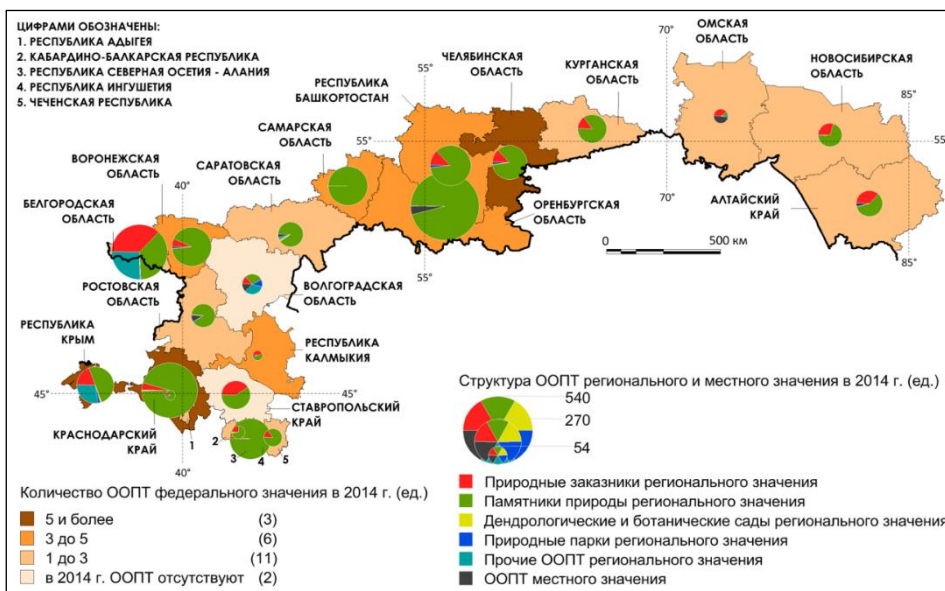 ЦИФРАМИ ОБОЗНАЧЕНЫ:
1. РЕСПУБЛИКА АДЫГЕЯ
2. КАБАРДИНО-БАЛКАРСКАЯ РЕСПУБЛИКА
3. РЕСПУБЛИКА СЕВЕРНАЯ ОСЕТИЯ - АЛАНИЯ
4. РЕСПУБЛИКА ИНГУШЕТИЯ
5. ЧЕЧЕНСКАЯ РЕСПУБЛИКА
70°
ОМСКАЯ
ОБЛАСТЬ
ЧЕЛЯБИНСКАЯ
ОБЛАСТЬ
КУРГАНСКАЯ
ОБЛАСТЬ
НОВОСИБИРСКАЯ
ОБЛАСТЬ
55°
РЕСПУБЛИКА
БАШКОРТОСТАН
85°
САМАРСКАЯ
ОБЛАСТЬ
55°
55°
ВОРОНЕЖСКАЯ
ОБЛАСТЬ
40°
САРАТОВСКАЯ
ОБЛАСТЬ
70°
БЕЛГОРОДСКАЯ
ОБЛАСТЬ
ОРЕНБУРГСКАЯ
ОБЛАСТЬ
АЛТАЙСКИЙ
КРАЙ
0
500 км
85°
55°
РОСТОВСКАЯ
ОБЛАСТЬ
ВОЛГОГРАДСКАЯ
ОБЛАСТЬ
РЕСПУБЛИКА
КРЫМ
РЕСПУБЛИКА
КАЛМЫКИЯ
45°
45°
СТАВРОПОЛЬСКИЙ
КРАЙ
КРАСНОДАРСКИЙ
КРАЙ
1
2
3
4
5
40°
Количество ООПТ федерального значения в 2014 г. (ед.)
5 и более (3)
3 до 5 (6)
1 до 3 (11)
в 2014 г. ООПТ отсутствуют (2)
Структура ООПТ регионального и местного значения в 2014 г. (ед.)
540
270
54
Природные заказники регионального значения
Памятники природы регионального значения
Дендрологические и ботанические сады регионального значения
Природные парки регионального значения
Прочие ООПТ регионального значения
ООПТ местного значения